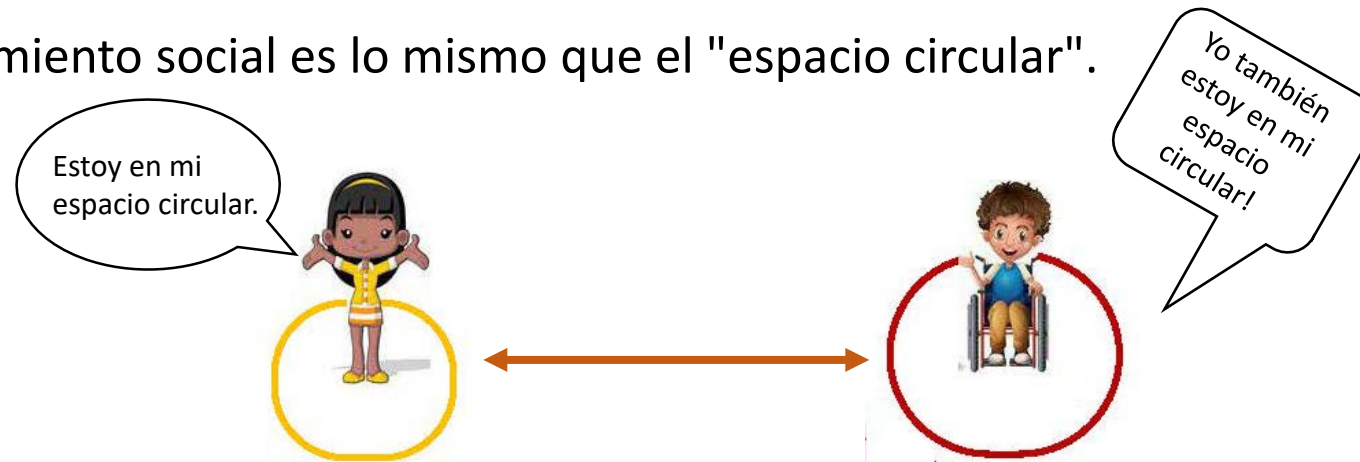 miento social es lo mismo que el "espacio circular".
Estoy en mi
espacio circular.
Yo también
estoy en mi
espacio
circular!